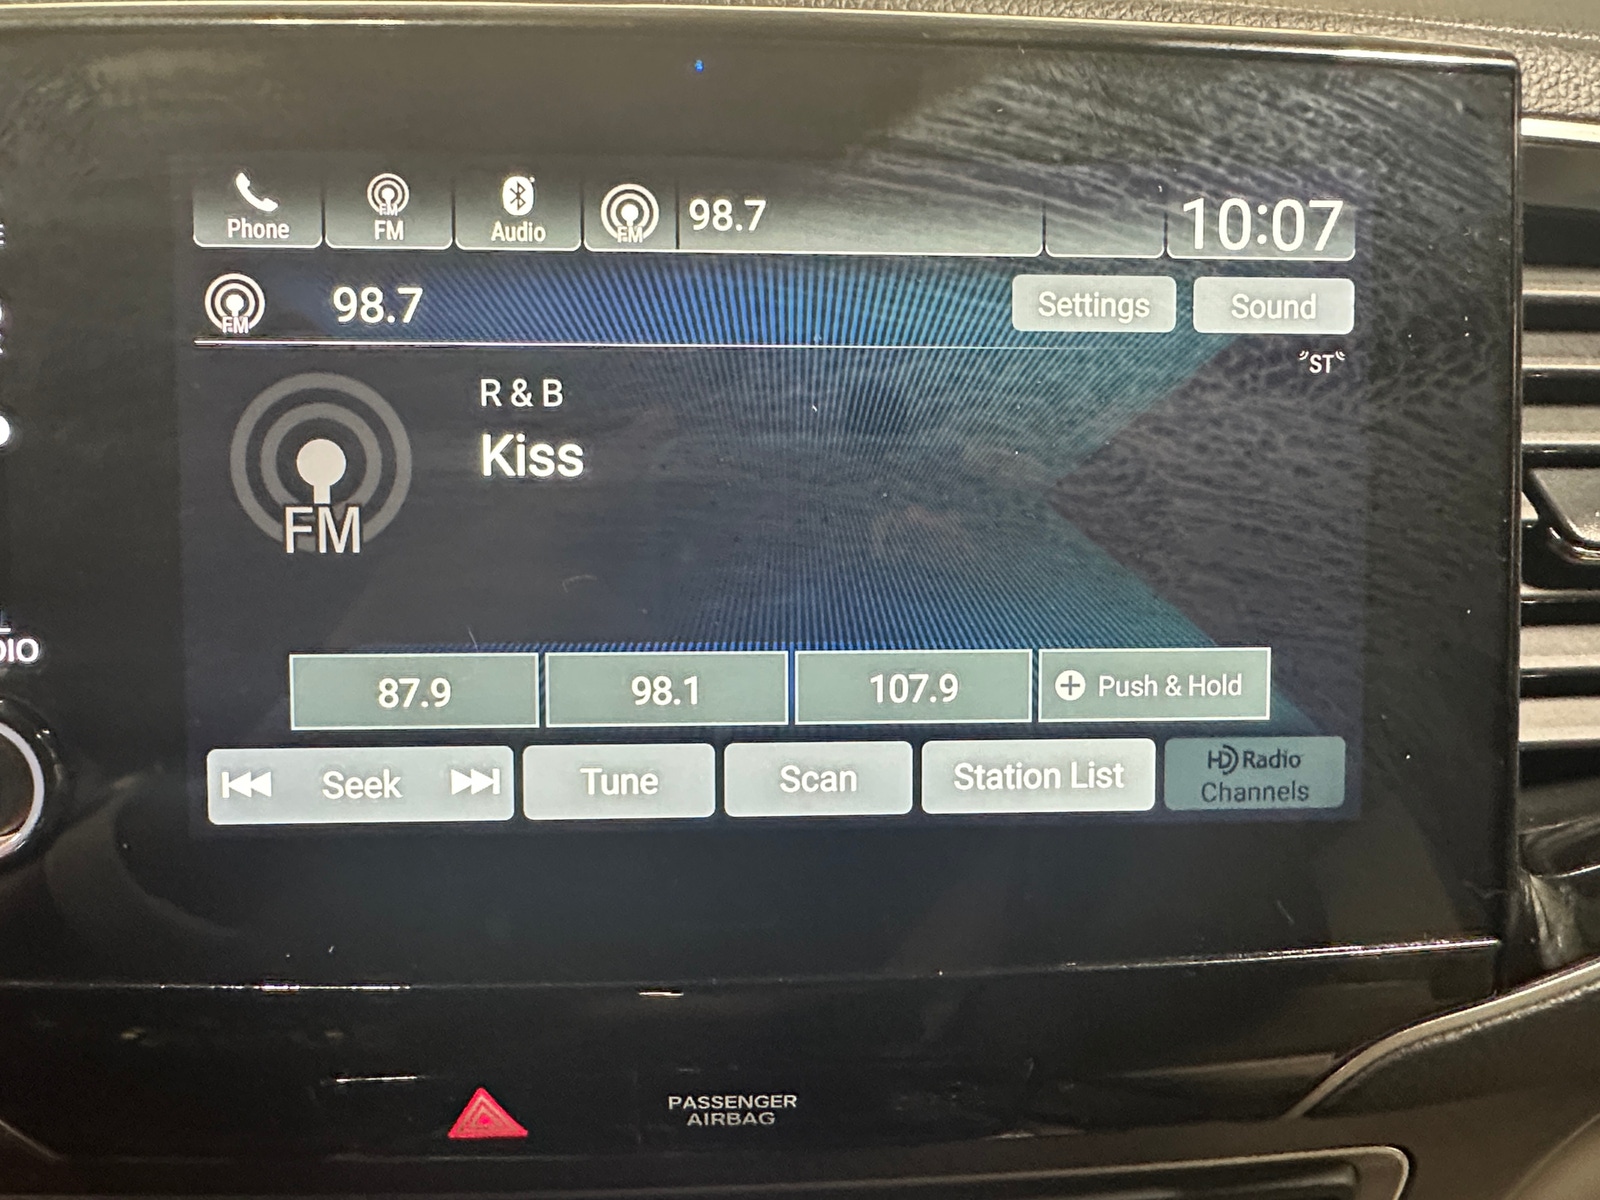 Phone
FM
FM
Audio
FM
98.7
10:07
FM
98.7
Settings
Sound
ST
R & B
Kiss
FM
87.9
98.1
107.9
Push & Hold
Seek
Tune
Scan
Station List
HD Radio
Channels
PASSENGER
AIRBAG